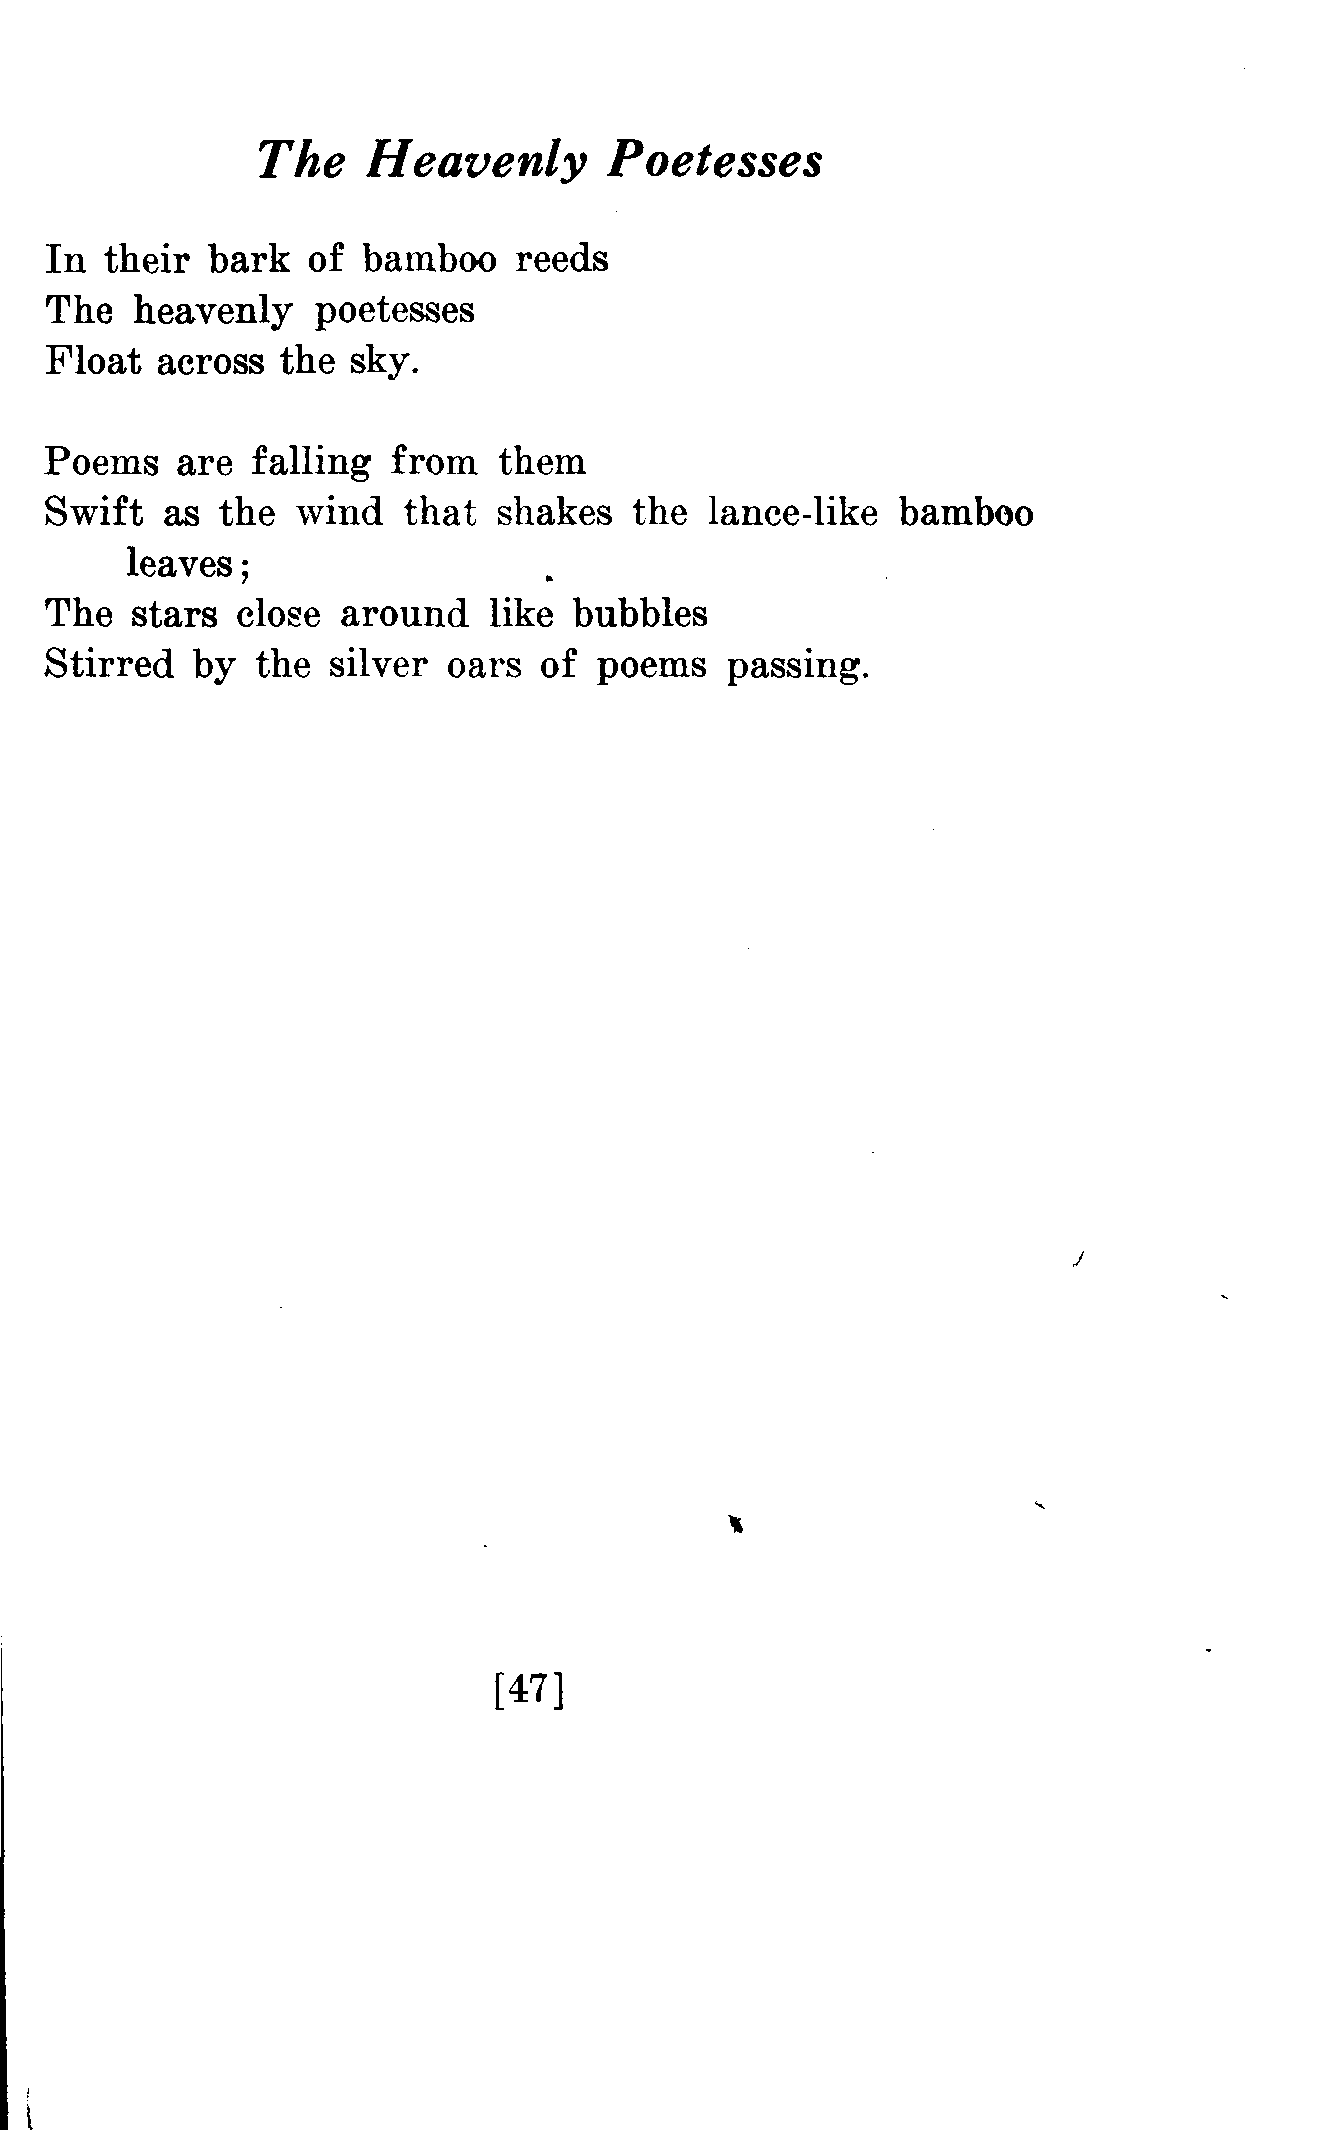 The Heavenly Poetesses
In their bark of bamboo reeds
The heavenly poetesses
Float across the sky.
Poems are falling from them
Swift as the wind that shakes the lance-like bamboo
leaves;
The stars close around like bubbles
Stirred by the silver oars of poems passing.
[47]